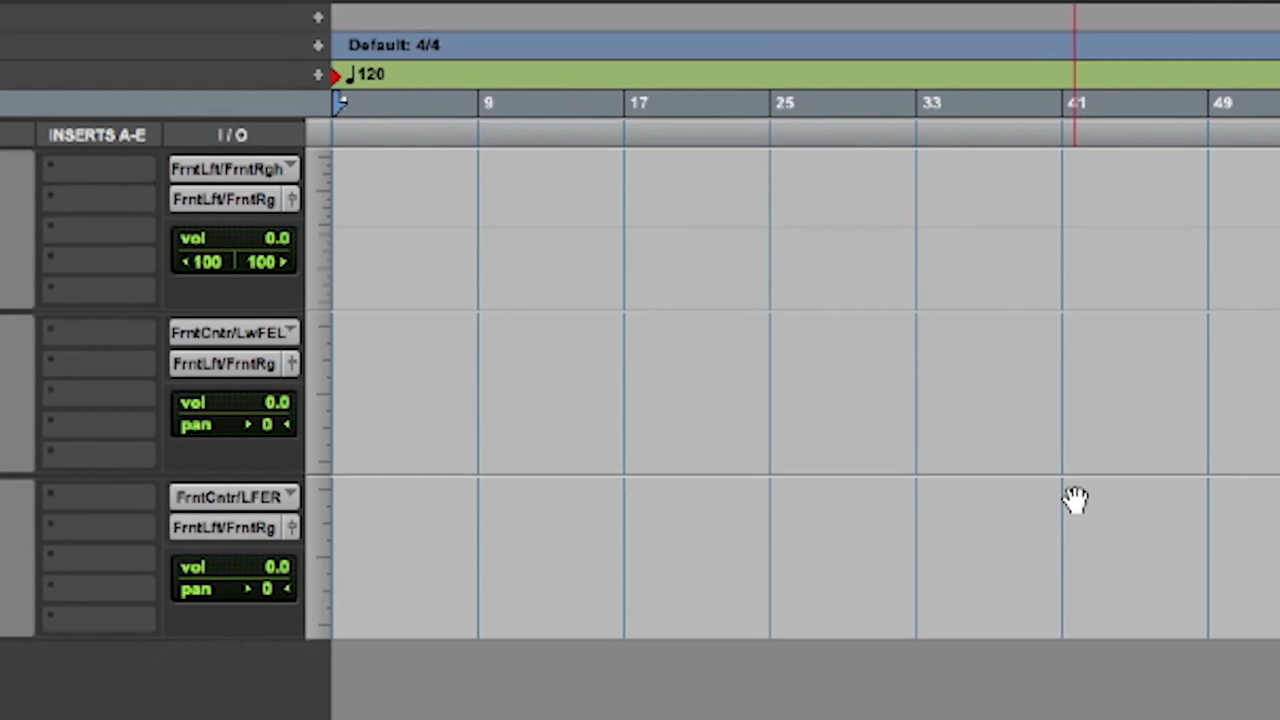 Default: 4/4
120
9 17 25 33 41 49
INSERTS A-E I / O
FrntLft/FrntRgh
FrntLft/FrntRg
vol 0.0
100 100
FrntCntr/LwFEL
FrntLft/FrntRg
vol 0.0
pan 0
FrntCntr/LFER
FrntLft/FrntRg
vol 0.0
pan 0